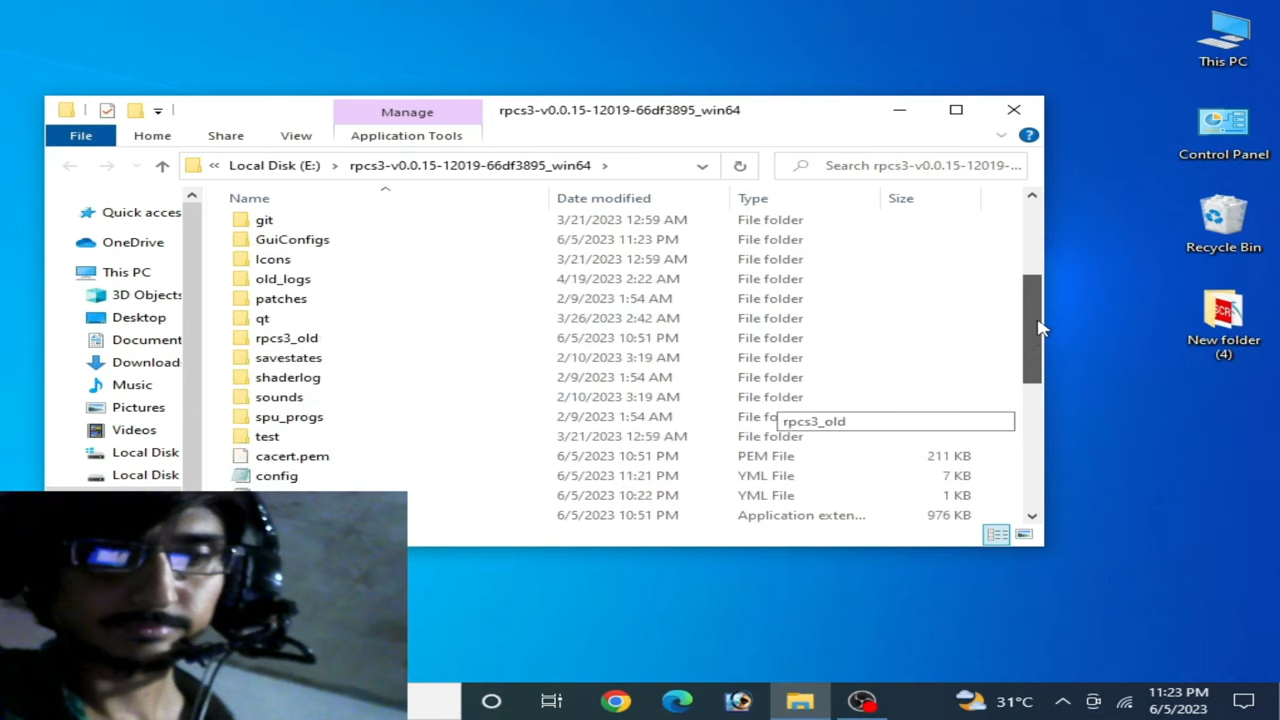 This PC
Manage
rpcs3-v0.0.15-12019-66df3895_win64
File
Home
Share
View
Application Tools
Control Panel
« Local Disk (E:) › rpcs3-v0.0.15-12019-66df3895_win64 ›
Search rpcs3-v0.0.15-12019-...
Name
Date modified
Type
Size
Quick acces
OneDrive
This PC
3D Objects
Desktop
Document
Download
Music
Pictures
Videos
Local Disk
Local Disk
git 3/21/2023 12:59 AM File folder
GuiConfigs 6/5/2023 11:23 PM File folder
Icons 3/21/2023 12:59 AM File folder
old_logs 4/19/2023 2:22 AM File folder
patches 2/9/2023 1:54 AM File folder
qt 3/26/2023 2:42 AM File folder
rpcs3_old 6/5/2023 10:51 PM File folder
savestates 2/10/2023 3:19 AM File folder
shaderlog 2/9/2023 1:54 AM File folder
sounds 2/10/2023 3:19 AM File folder
spu_progs 2/9/2023 1:54 AM File fo
rpcs3_old
test 3/21/2023 12:59 AM File folder
cacert.pem 6/5/2023 10:51 PM PEM File 211 KB
config 6/5/2023 11:21 PM YML File 7 KB
6/5/2023 10:22 PM YML File 1 KB
6/5/2023 10:51 PM Application exten... 976 KB
Recycle Bin
SCR
New folder
(4)
31°C
11:23 PM
6/5/2023